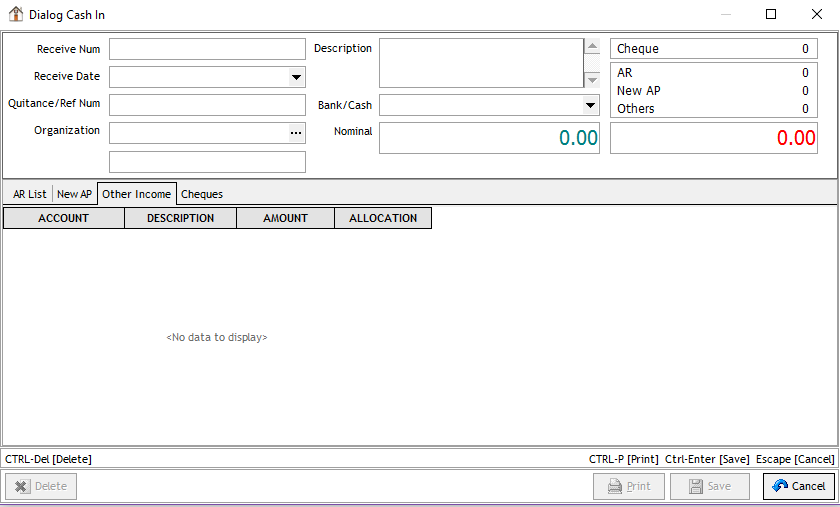 Dialog Cash In
Receive Num
Receive Date
Quitance/Ref Num
Organization
...
Description
Bank/Cash
Nominal
0.00
Cheque 0
AR 0
New AP 0
Others 0
0.00
AR List New AP Other Income Cheques
ACCOUNT DESCRIPTION AMOUNT ALLOCATION
<No data to display>
CTRL-Del [Delete] CTRL-P [Print] Ctrl-Enter [Save] Escape [Cancel]
Delete Print Save Cancel